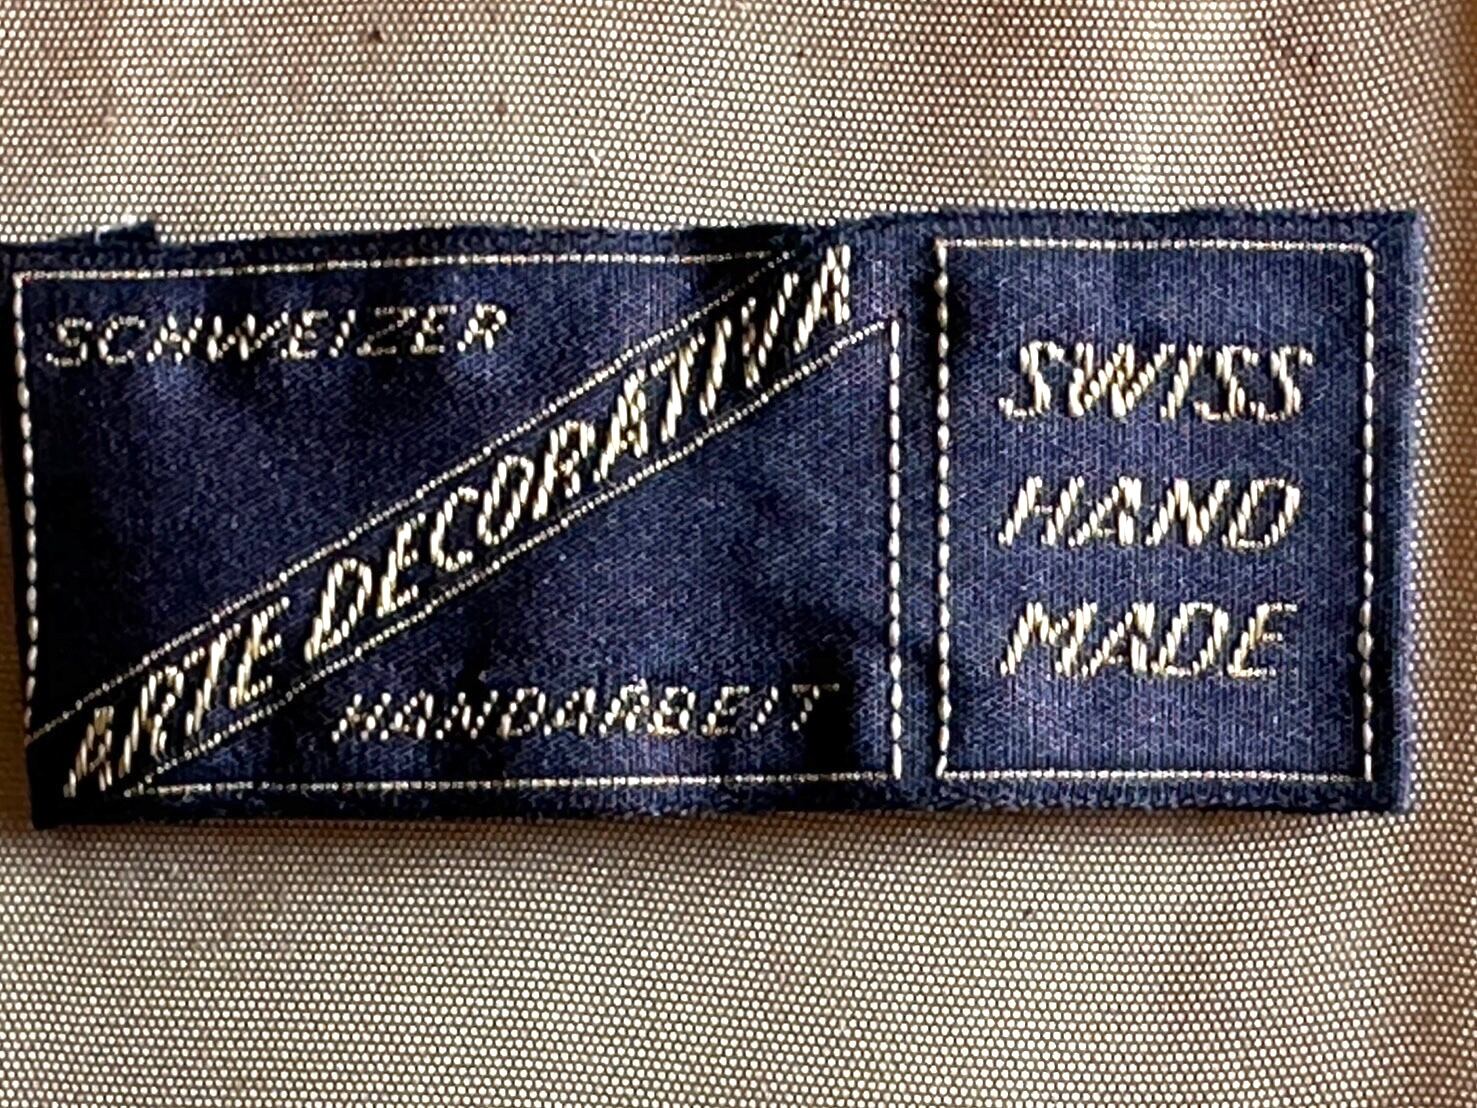 SCHWEIZER
ARTE DECORATIVA
HANDARBEIT
SWISS
HAND
MADE